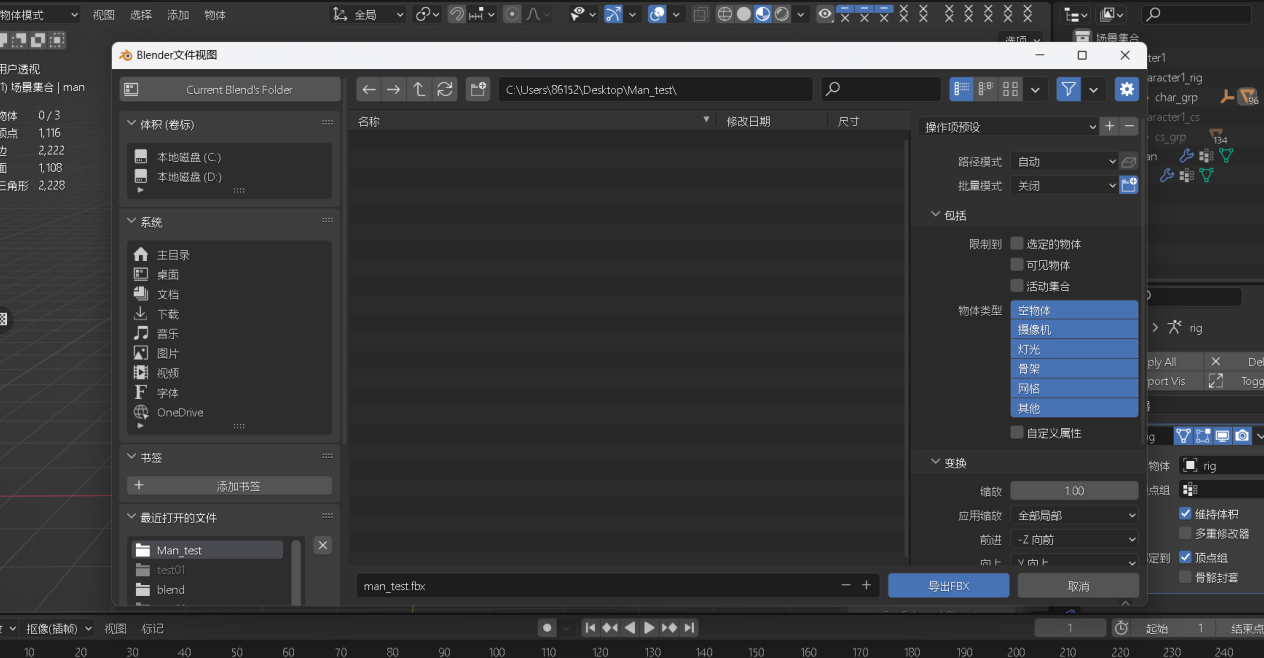 物体模式 视图 选择 添加 物体 全局
选项
场景集合
用户透视
1) 场景集合 | man
物体 0 / 3
顶点 1,116
边 2,222
面 1,108
三角形 2,228
Blender文件视图
Current Blend's Folder
C:\Users\86152\Desktop\Man_test\
体积 (卷标)
本地磁盘 (C:)
本地磁盘 (D:)
系统
主目录
桌面
文档
下载
音乐
图片
视频
字体
OneDrive
书签
添加书签
最近打开的文件
Man_test
test01
blend
名称 修改日期 尺寸
man_test.fbx
操作项预设
路径模式 自动
批量模式 关闭
包括
限制到 选定的物体
可见物体
活动集合
物体类型 空物体
摄像机
灯光
骨架
网格
其他
自定义属性
变换
缩放 1.00
应用缩放 全部局部
前进 -Z 向前
向上 Y 向上
导出FBX 取消
ter1
aracter1_rig
char_grp 96
aracter1_cs
cs_grp 134
an
rig
ply All Del
port Vis Togg
器
ig
物体 rig
点组
维持体积
多重修改器
定到 顶点组
骨骼封套
抠像(插帧) 视图 标记
1 起始 1 结束点
10 20 30 40 50 60 70 80 90 100 110 120 130 140 150 160 170 180 190 200 210 220 230 240